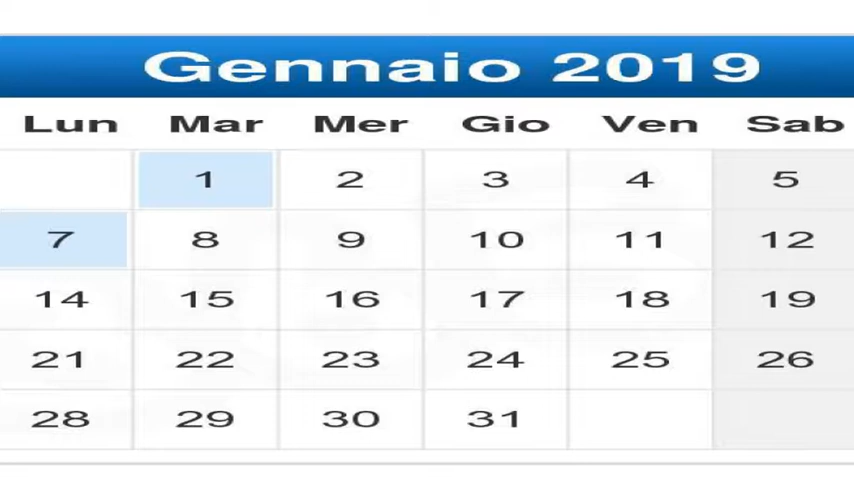 Gennaio 2019
Lun Mar Mer Gio Ven Sab
1 2 3 4 5
7 8 9 10 11 12
14 15 16 17 18 19
21 22 23 24 25 26
28 29 30 31